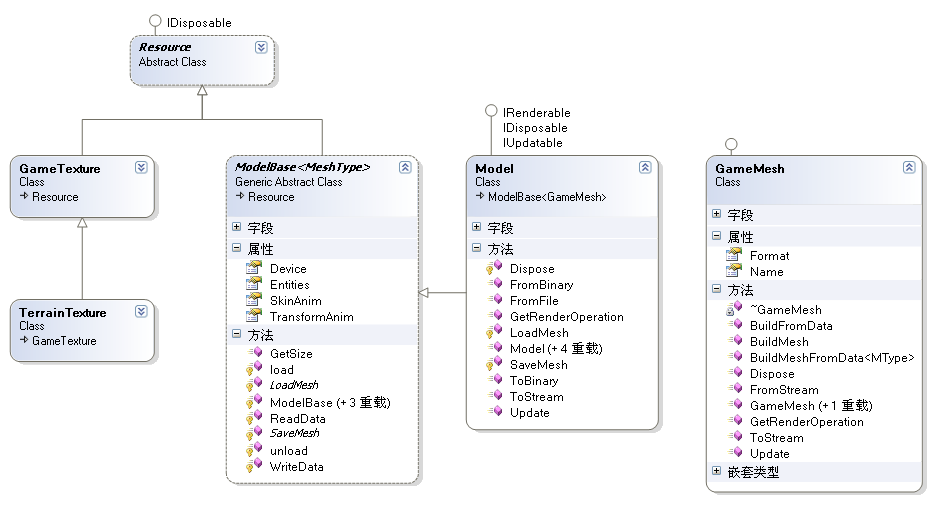 IDisposable
Resource
Abstract Class
GameTexture
Class
Resource
TerrainTexture
Class
GameTexture
ModelBase<MeshType>
Generic Abstract Class
Resource
字段
属性
Device
Entities
SkinAnim
TransformAnim
方法
GetSize
load
LoadMesh
ModelBase (+ 3 重载)
ReadData
SaveMesh
unload
WriteData
IRenderable
IDisposable
IUpdatable
Model
Class
ModelBase<GameMesh>
字段
方法
Dispose
FromBinary
FromFile
GetRenderOperation
LoadMesh
Model (+ 4 重载)
SaveMesh
ToBinary
ToStream
Update
GameMesh
Class
字段
属性
Format
Name
方法
~GameMesh
BuildFromData
BuildMesh
BuildMeshFromData<MType>
Dispose
FromStream
GameMesh (+ 1 重载)
GetRenderOperation
ToStream
Update
嵌套类型